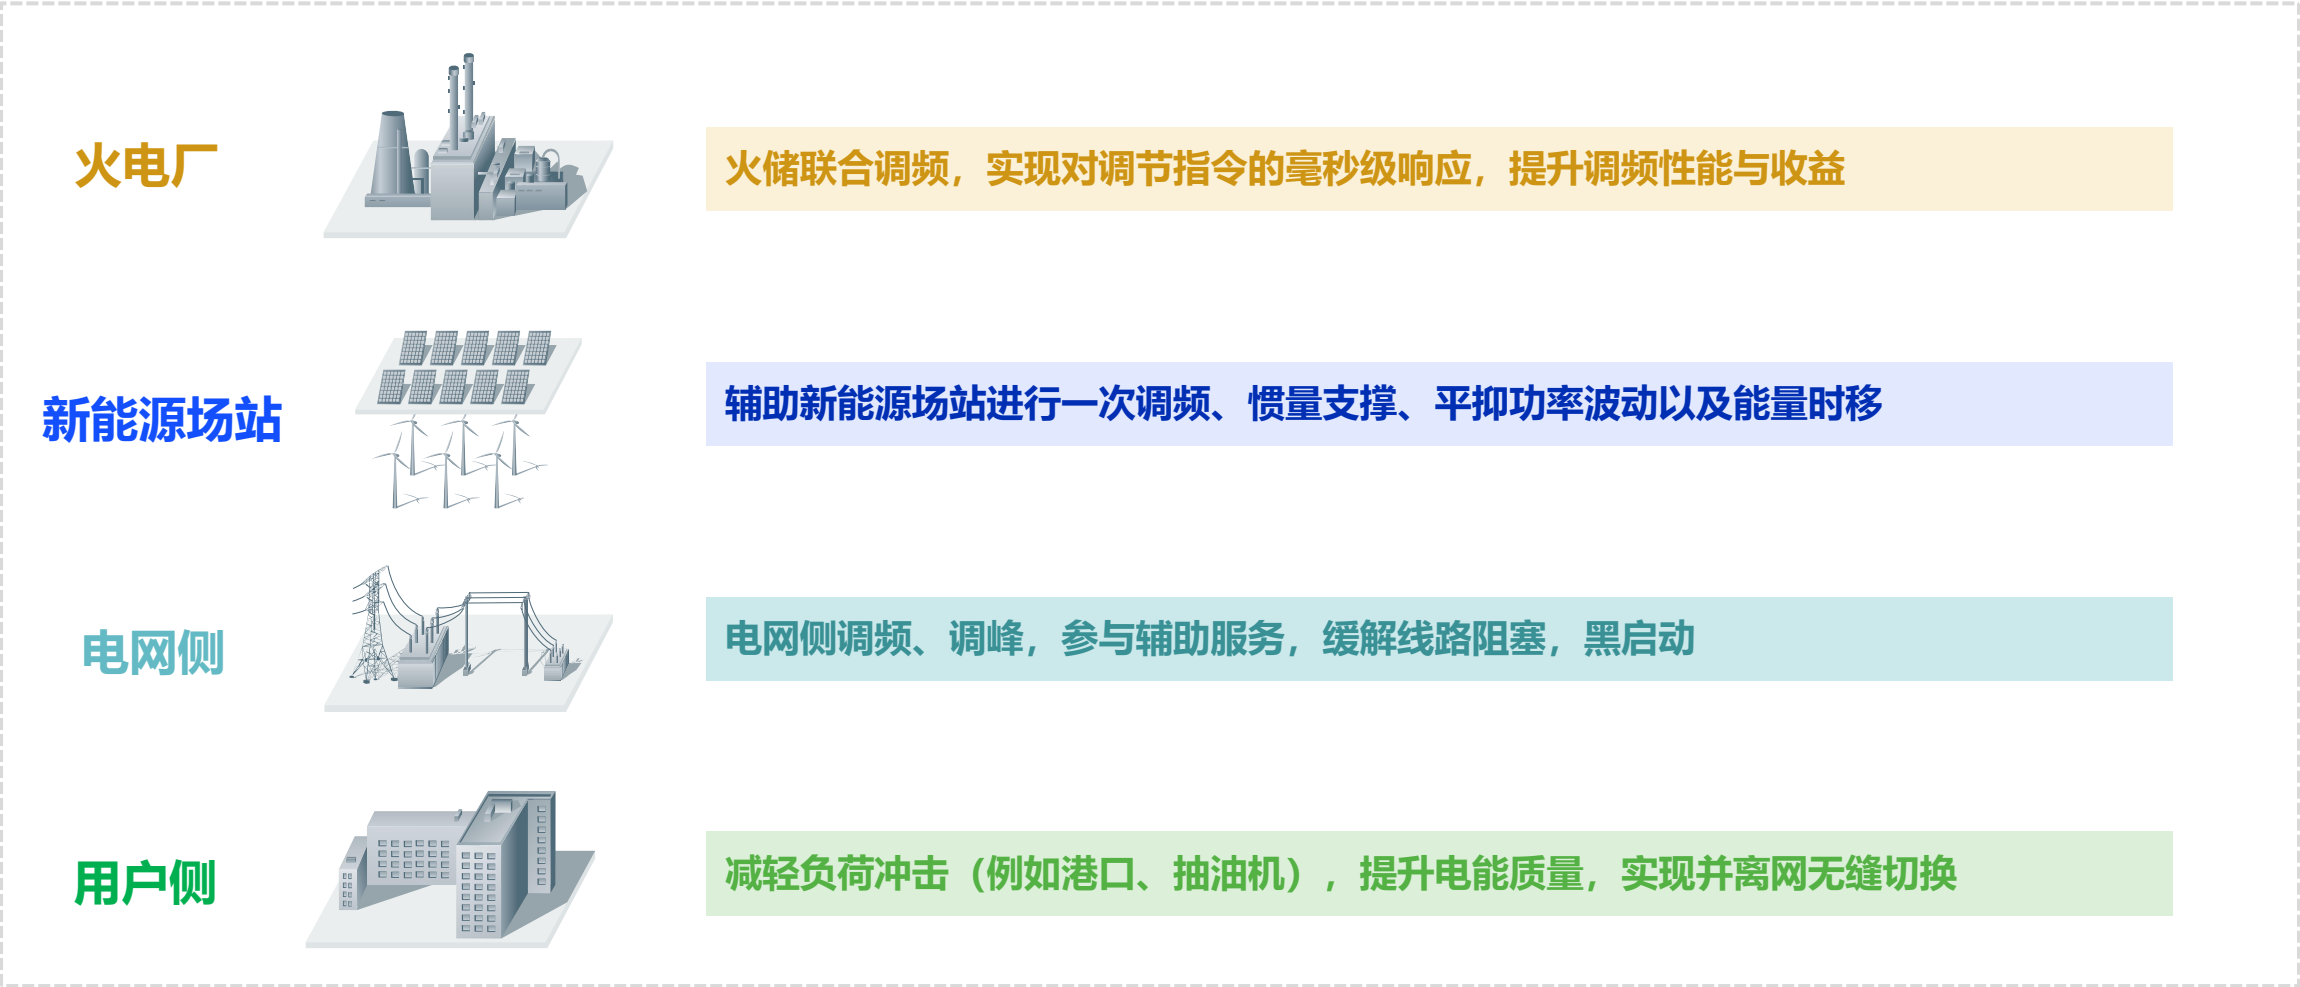 火电厂
火储联合调频，实现对调节指令的毫秒级响应，提升调频性能与收益
新能源场站
辅助新能源场站进行一次调频、惯量支撑、平抑功率波动以及能量时移
电网侧
电网侧调频、调峰，参与辅助服务，缓解线路阻塞，黑启动
用户侧
减轻负荷冲击（例如港口、抽油机），提升电能质量，实现并离网无缝切换